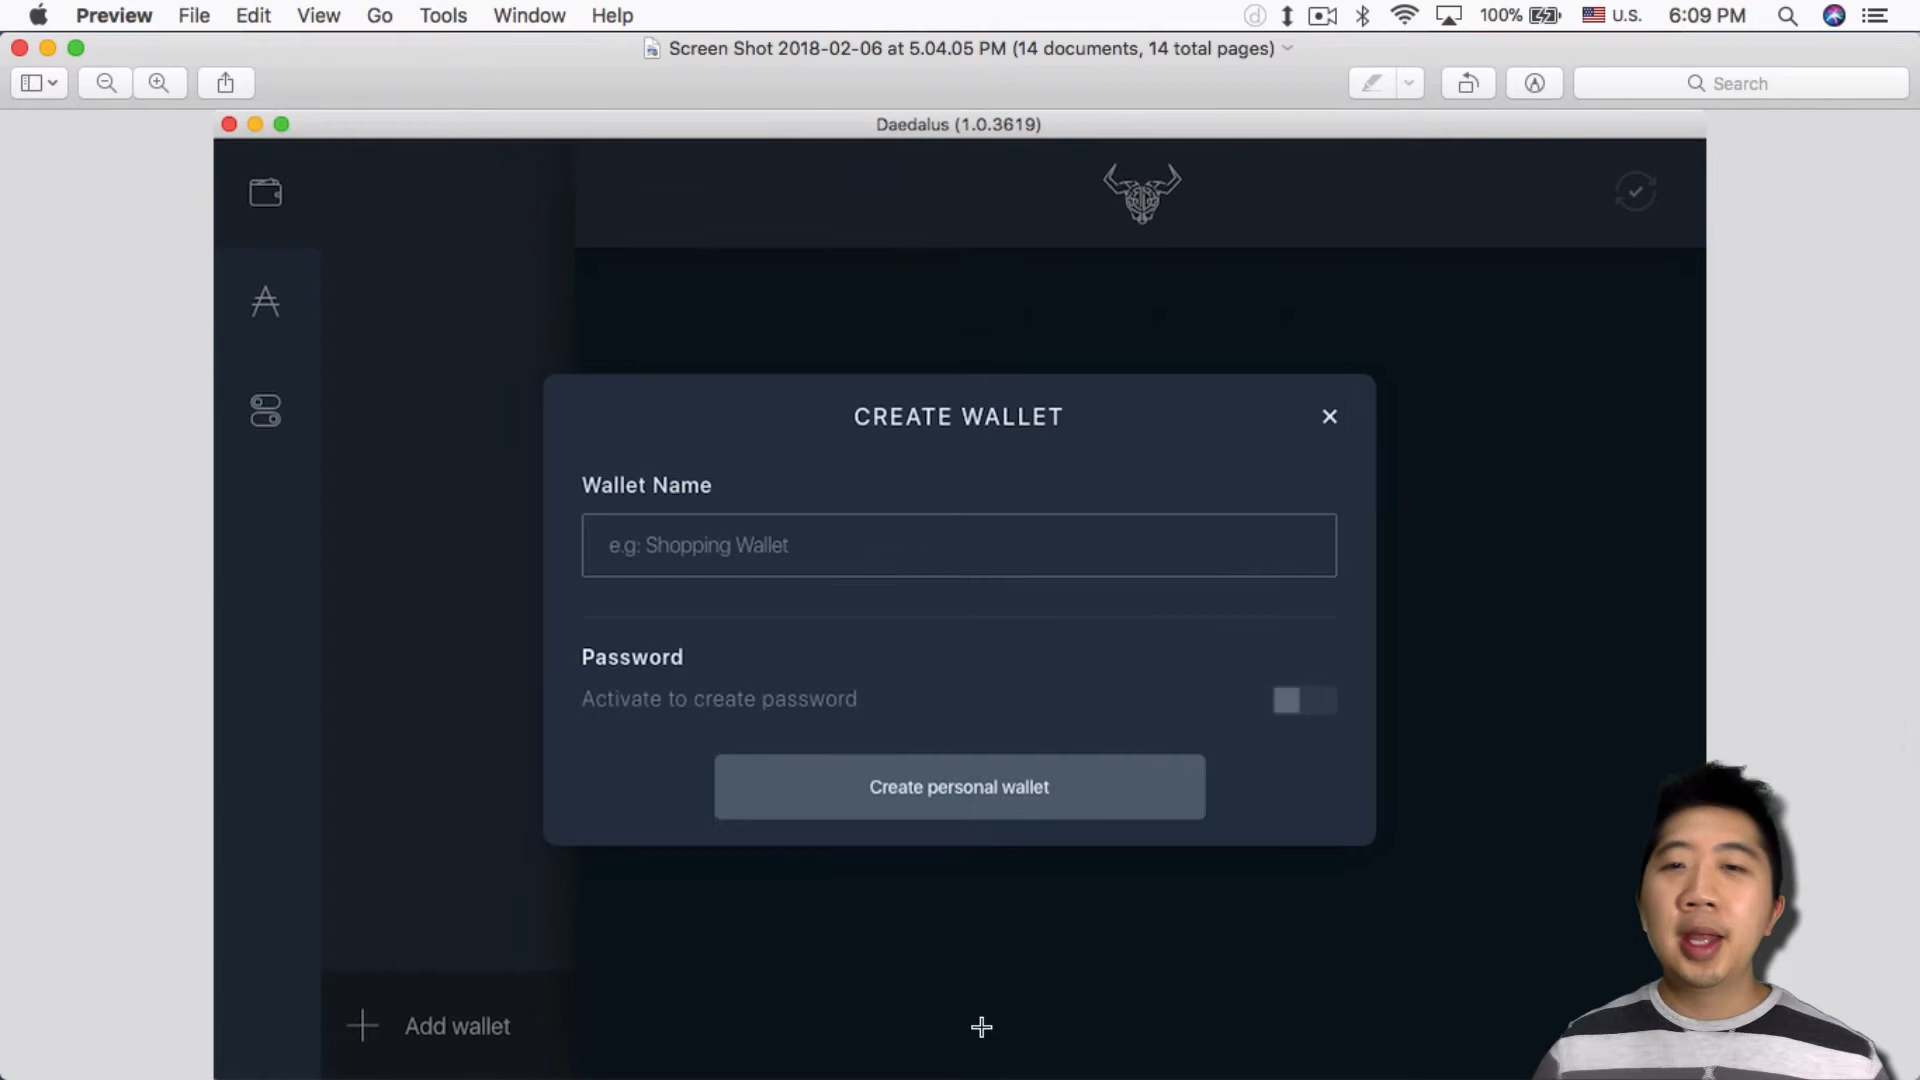 Preview File Edit View Go Tools Window Help 100% U.S. 6:09 PM
Screen Shot 2018-02-06 at 5.04.05 PM (14 documents, 14 total pages)
Search
Daedalus (1.0.3619)
CREATE WALLET
Wallet Name
e.g: Shopping Wallet
Password
Activate to create password
Create personal wallet
Add wallet